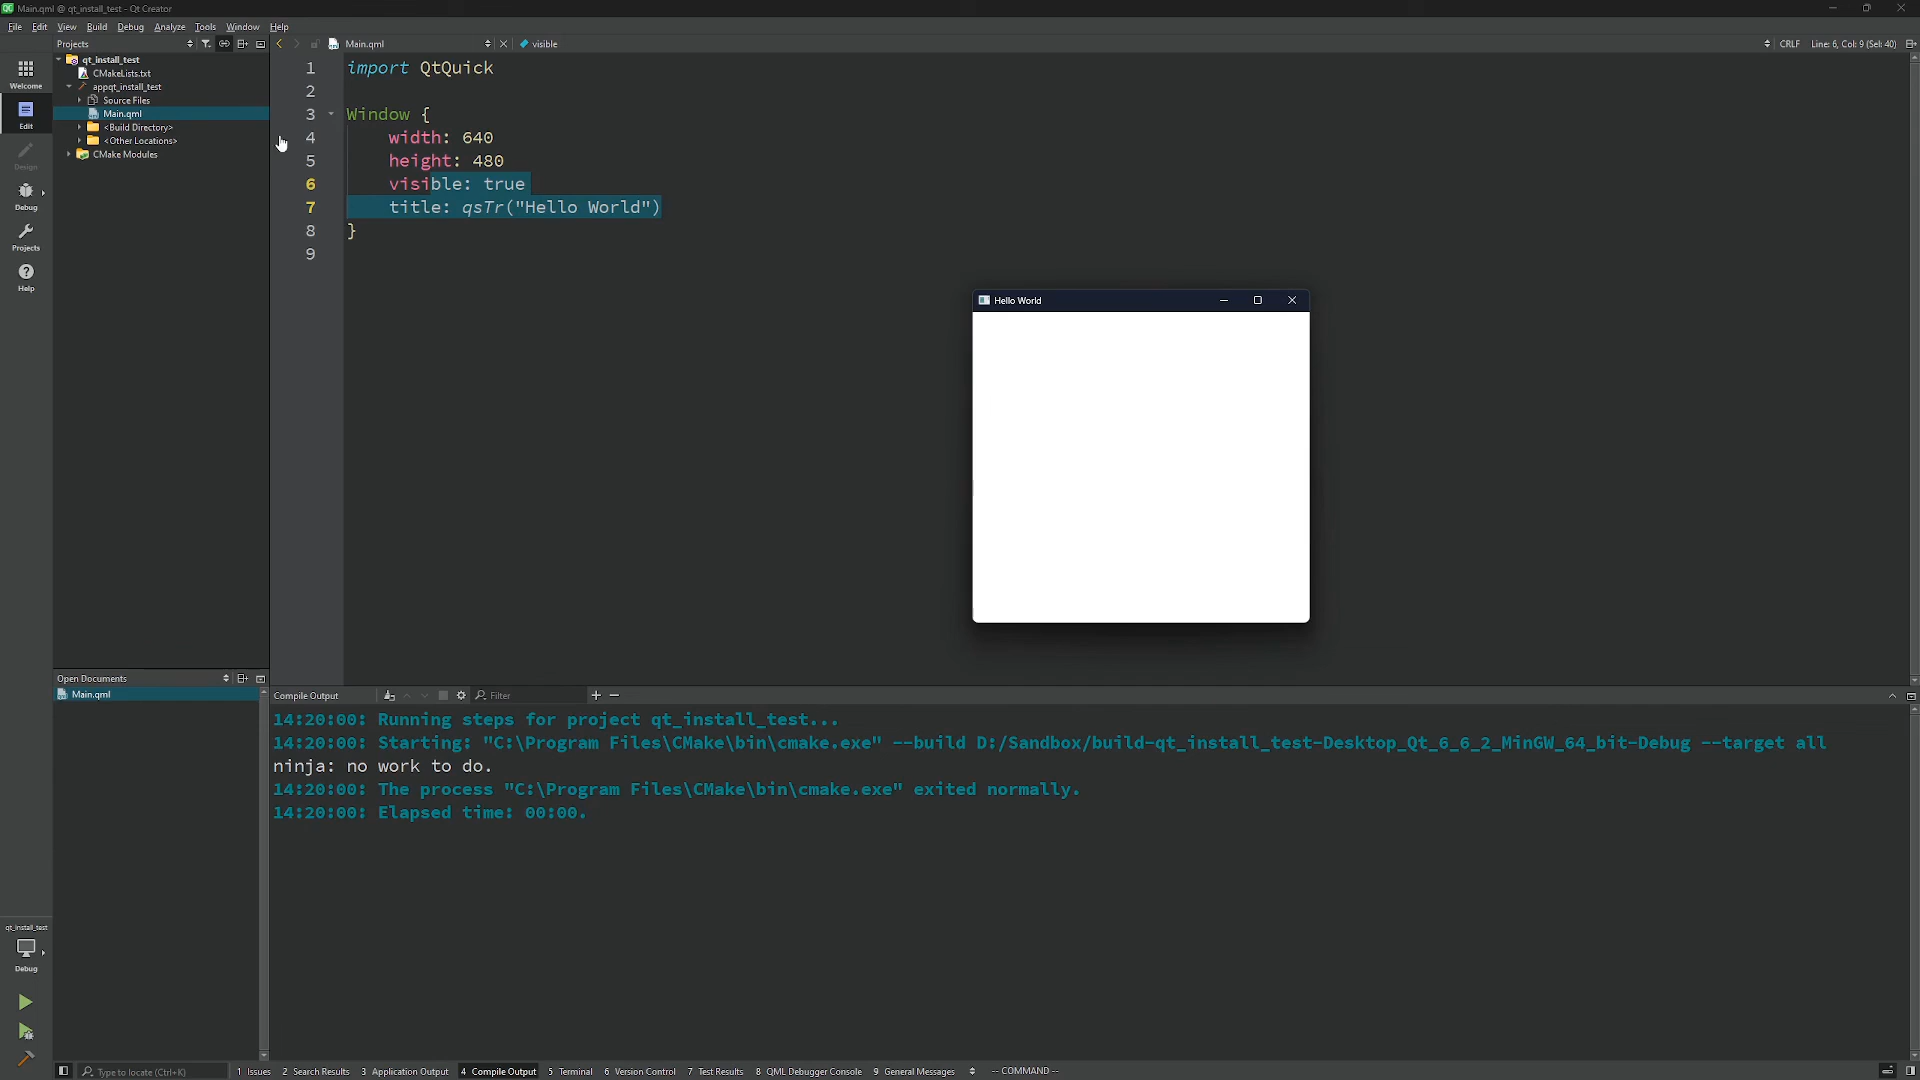 Main.qml @ qt_install_test - Qt Creator
File Edit View Build Debug Analyze Tools Window Help
Projects
Main.qml
visible
CRLF
Line: 6, Col: 9 (Sel: 40)
Welcome
Edit
Design
Debug
Projects
Help
qt_install_test
CMakeLists.txt
appqt_install_test
Source Files
Main.qml
<Build Directory>
<Other Locations>
CMake Modules
1 import QtQuick
2
3 Window {
4 width: 640
5 height: 480
6 visible: true
7 title: qsTr("Hello World")
8 }
9
Hello World
Open Documents
Main.qml
Compile Output
Filter
14:20:00: Running steps for project qt_install_test...
14:20:00: Starting: "C:\Program Files\CMake\bin\cmake.exe" --build D:/Sandbox/build-qt_install_test-Desktop_Qt_6_6_2_MinGW_64_bit-Debug --target all
ninja: no work to do.
14:20:00: The process "C:\Program Files\CMake\bin\cmake.exe" exited normally.
14:20:00: Elapsed time: 00:00.
qt_install_test
Debug
Type to locate (Ctrl+K)
1 Issues 2 Search Results 3 Application Output 4 Compile Output 5 Terminal 6 Version Control 7 Test Results 8 QML Debugger Console 9 General Messages -- COMMAND --